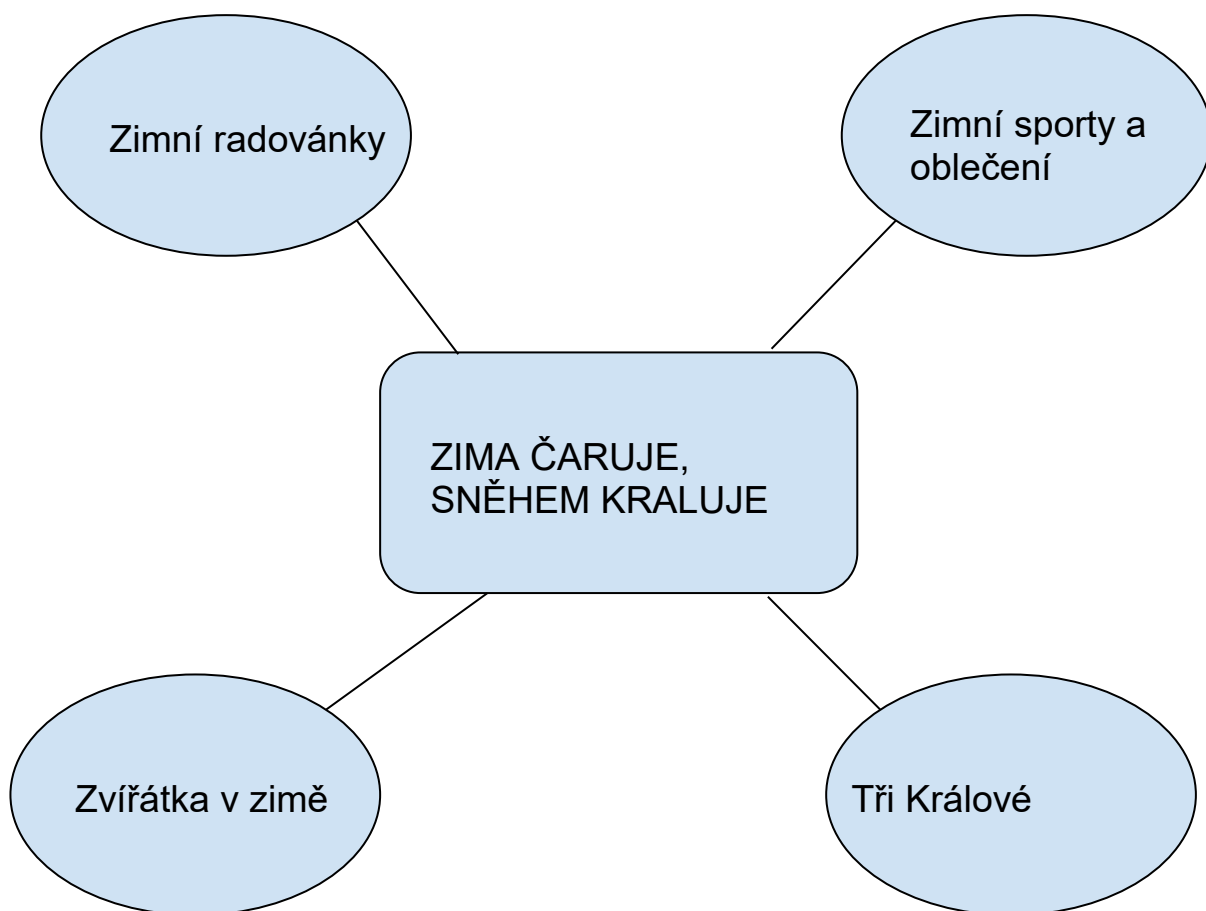 Zimní radovánky
Zimní sporty a
oblečení
ZIMA ČARUJE,
SNĚHEM KRALUJE
Zvířátka v zimě
Tři Králové